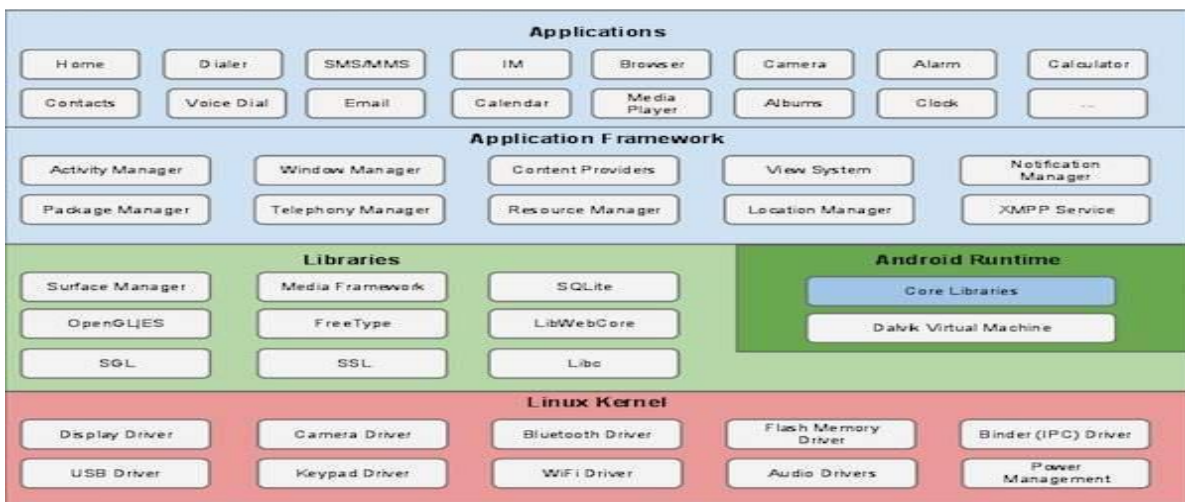 Applications
Home Dialer SMS/MMS IM Browser Camera Alarm Calculator
Contacts Voice Dial Email Calendar Media Player Albums Clock ...
Application Framework
Activity Manager Window Manager Content Providers View System Notification Manager
Package Manager Telephony Manager Resource Manager Location Manager XMPP Service
Libraries
Surface Manager Media Framework SQLite
OpenGL|ES FreeType LibWebCore
SGL SSL Libc
Android Runtime
Core Libraries
Dalvik Virtual Machine
Linux Kernel
Display Driver Camera Driver Bluetooth Driver Flash Memory Driver Binder (IPC) Driver
USB Driver Keypad Driver WiFi Driver Audio Drivers Power Management